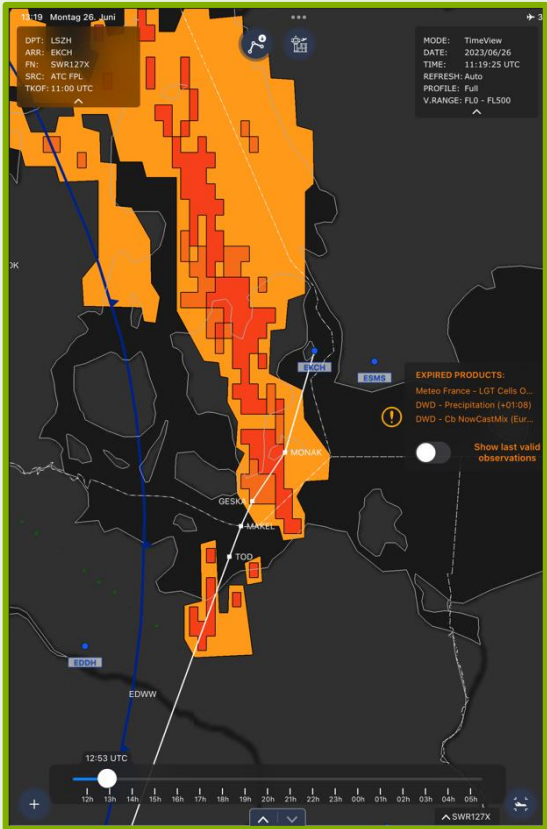 13:19 Montag 26. Juni
3
DPT: LSZH
ARR: EKCH
FN: SWR127X
SRC: ATC FPL
TKOF: 11:00 UTC
MODE: TimeView
DATE: 2023/06/26
TIME: 11:19:25 UTC
REFRESH: Auto
PROFILE: Full
V.RANGE: FL0 - FL500
OK
EKCH
ESMS
EXPIRED PRODUCTS:
Meteo France - LGT Cells O...
DWD - Precipitation (+01:08)
DWD - Cb NowCastMix (Eur...
Show last valid
observations
MONAK
GESKA
MAKEL
TOD
EDDH
EDWW
12:53 UTC
12h 13h 14h 15h 16h 17h 18h 19h 20h 21h 22h 23h 00h 01h 02h 03h 04h 05h
SWR127X